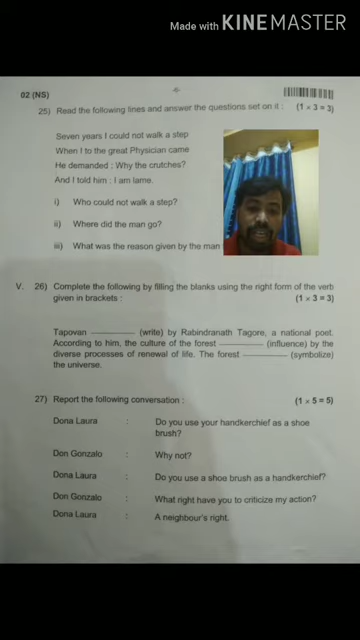 Made with KINEMASTER
02 (NS)
25) Read the following lines and answer the questions set on it : (1 × 3 = 3)
Seven years I could not walk a step
When I to the great Physician came
He demanded : Why the crutches?
And I told him : I am lame.
i) Who could not walk a step?
ii) Where did the man go?
iii) What was the reason given by the man
V. 26) Complete the following by filling the blanks using the right form of the verb
given in brackets : (1 × 3 = 3)
Tapovan ____________ (write) by Rabindranath Tagore, a national poet.
According to him, the culture of the forest ____________ (influence) by the
diverse processes of renewal of life. The forest ____________ (symbolize)
the universe.
27) Report the following conversation : (1 × 5 = 5)
Dona Laura : Do you use your handkerchief as a shoe
brush?
Don Gonzalo : Why not?
Dona Laura : Do you use a shoe brush as a handkerchief?
Don Gonzalo : What right have you to criticize my action?
Dona Laura : A neighbour's right.